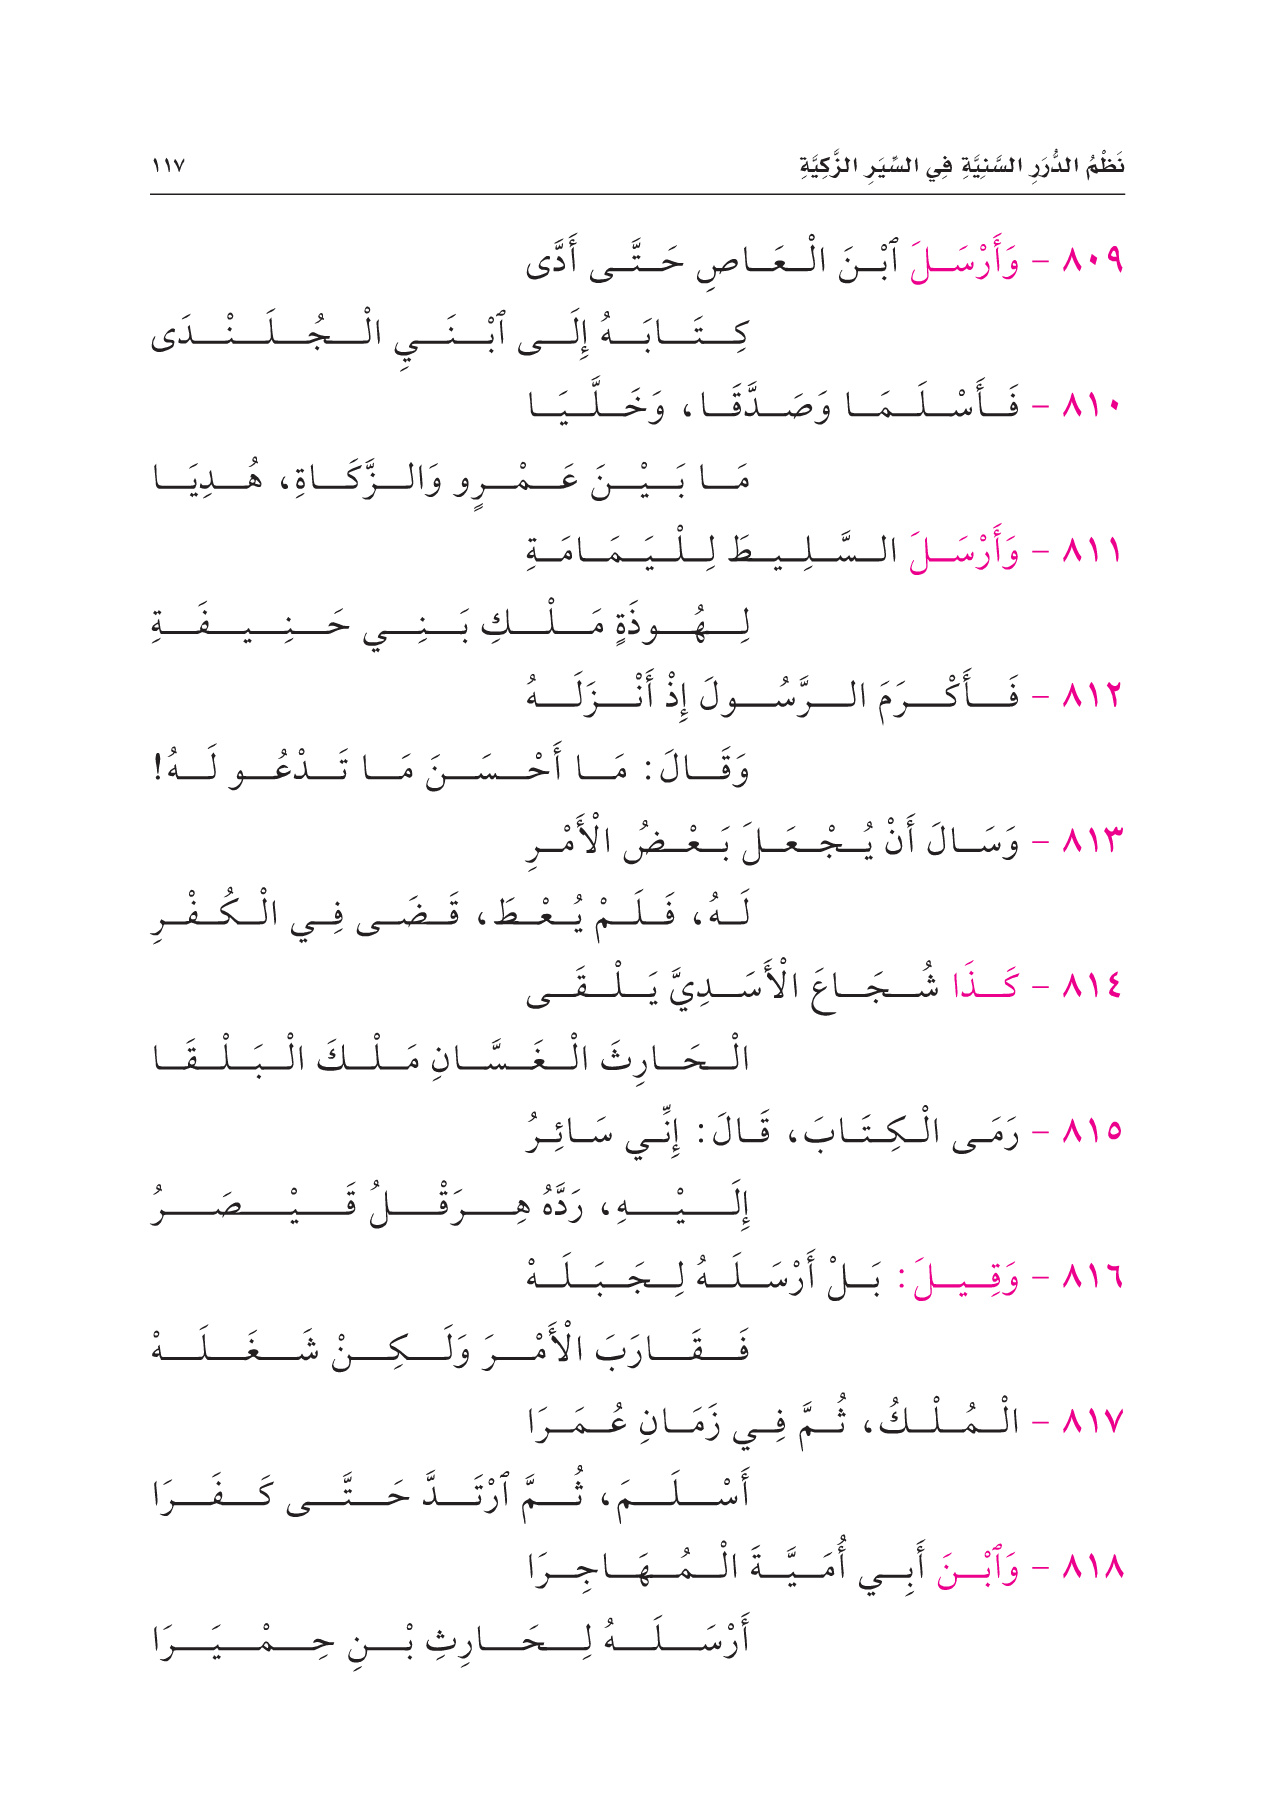 نَظْمُ الدُّرَرِ السَّنِيَّةِ فِي السِّيَرِ الزَّكِيَّةِ ١١٧
٨٠٩ - وَأَرْسَلَ ٱبْنَ الْعَاصِ حَتَّى أَدَّى
كِتَابَهُ إِلَى ٱبْنَيِ الْجُلَنْدَى
٨١٠ - فَأَسْلَمَا وَصَدَّقَا، وَخَلَّيَا
مَا بَيْنَ عَمْرٍو وَالزَّكَاةِ، هُدِيَا
٨١١ - وَأَرْسَلَ السَّلِيطَ لِلْيَمَامَةِ
لِهُوذَةٍ مَلْكِ بَنِي حَنِيفَةِ
٨١٢ - فَأَكْرَمَ الرَّسُولَ إِذْ أَنْزَلَهُ
وَقَالَ: مَا أَحْسَنَ مَا تَدْعُو لَهُ!
٨١٣ - وَسَالَ أَنْ يُجْعَلَ بَعْضُ الْأَمْرِ
لَهُ، فَلَمْ يُعْطَ، قَضَى فِي الْكُفْرِ
٨١٤ - كَذَا شُجَاعَ الْأَسَدِيَّ يَلْقَى
الْحَارِثَ الْغَسَّانِ مَلْكَ الْبَلْقَا
٨١٥ - رَمَى الْكِتَابَ، قَالَ: إِنِّي سَائِرُ
إِلَيْهِ، رَدَّهُ هِرَقْلُ قَيْصَرُ
٨١٦ - وَقِيلَ: بَلْ أَرْسَلَهُ لِجَبَلَهْ
فَقَارَبَ الْأَمْرَ وَلَكِنْ شَغَلَهْ
٨١٧ - الْمُلْكُ، ثُمَّ فِي زَمَانِ عُمَرَا
أَسْلَمَ، ثُمَّ ٱرْتَدَّ حَتَّى كَفَرَا
٨١٨ - وَٱبْنَ أَبِي أُمَيَّةَ الْمُهَاجِرَا
أَرْسَلَهُ لِحَارِثِ بْنِ حِمْيَرَا